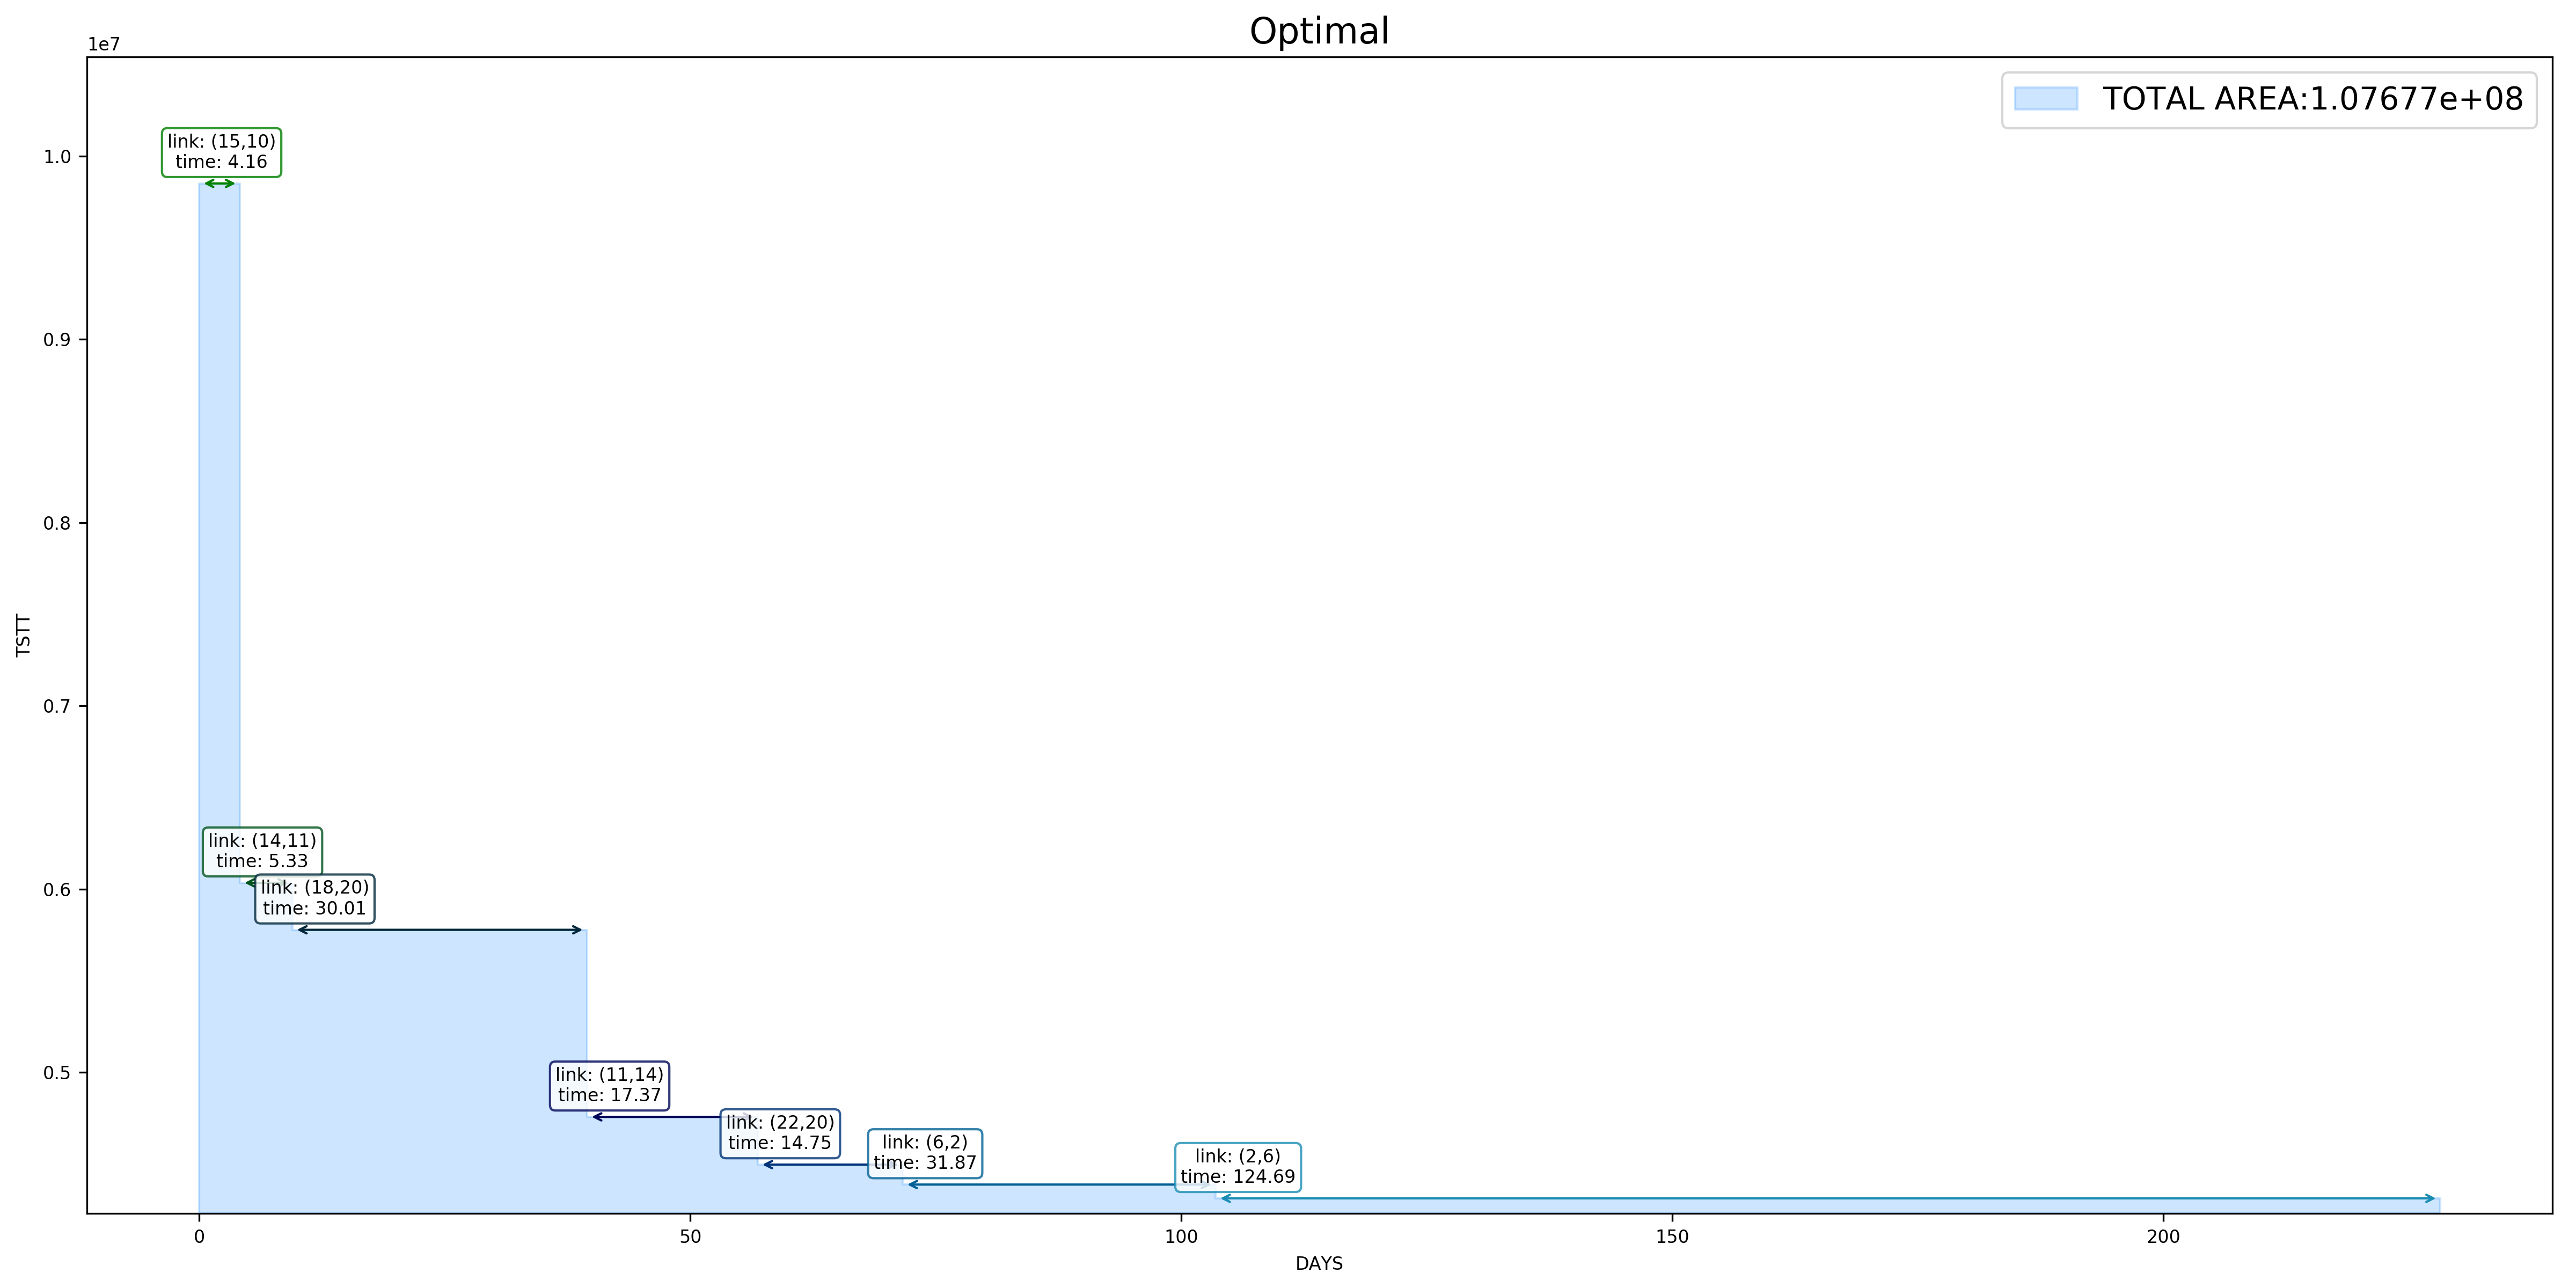 Optimal
1e7
TOTAL AREA:1.07677e+08
link: (15,10)
time: 4.16
1.0
0.9
0.8
0.7
TSTT
link: (14,11)
time: 5.33
0.6
link: (18,20)
time: 30.01
0.5
link: (11,14)
time: 17.37
link: (22,20)
time: 14.75
link: (6,2)
time: 31.87
link: (2,6)
time: 124.69
0
50
100
150
200
DAYS